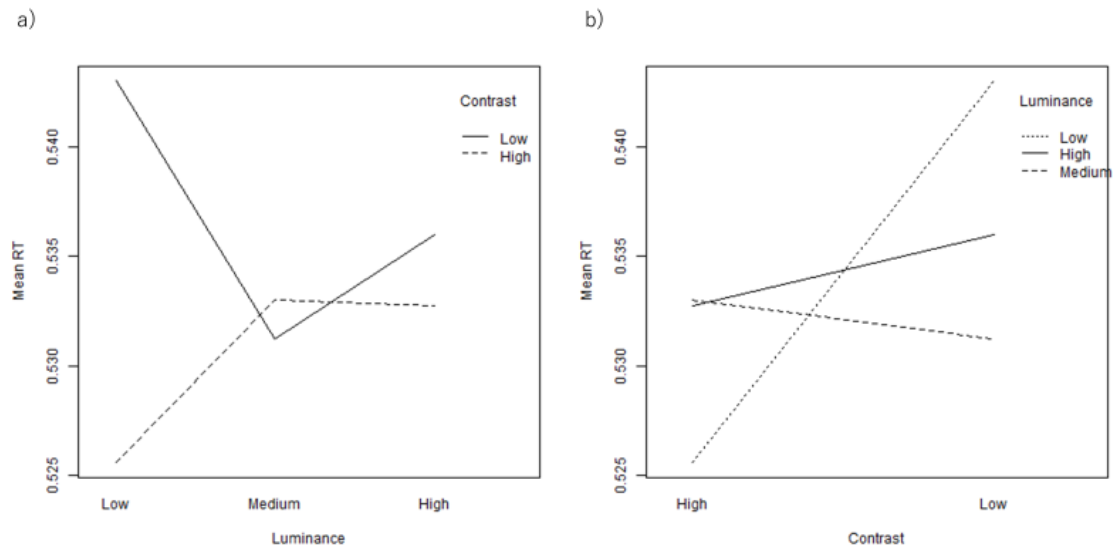 a)
Contrast
Low
High
Mean RT
0.540
0.535
0.530
0.525
Low Medium High
Luminance
b)
Luminance
Low
High
Medium
Mean RT
0.540
0.535
0.530
0.525
High Low
Contrast